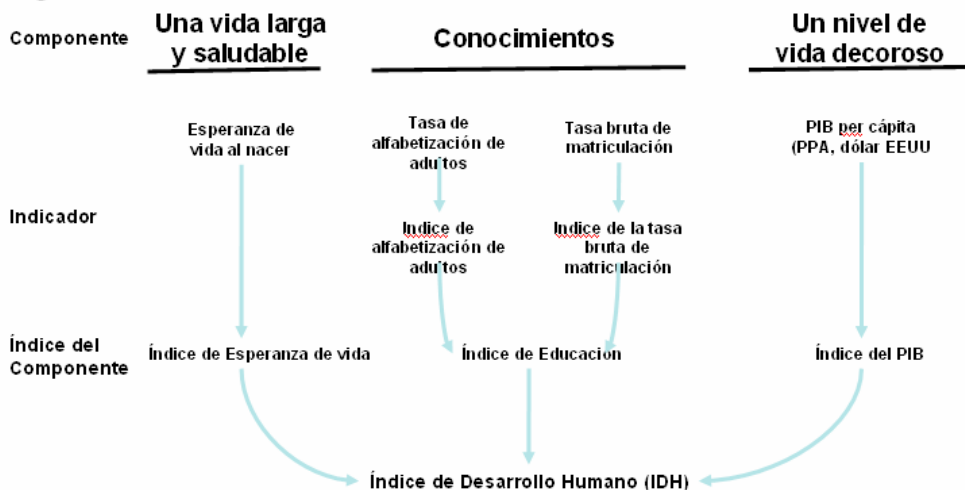 Componente
Una vida larga
y saludable
Conocimientos
Un nivel de
vida decoroso
Esperanza de
vida al nacer
Tasa de
alfabetización de
adultos
Tasa bruta de
matriculación
PIB per cápita
(PPA, dólar EEUU
Indicador
Indice de
alfabetización de
adultos
Indice de la tasa
bruta de
matriculación
Índice del
Componente
Índice de Esperanza de vida
Índice de Educación
Índice del PIB
Índice de Desarrollo Humano (IDH)